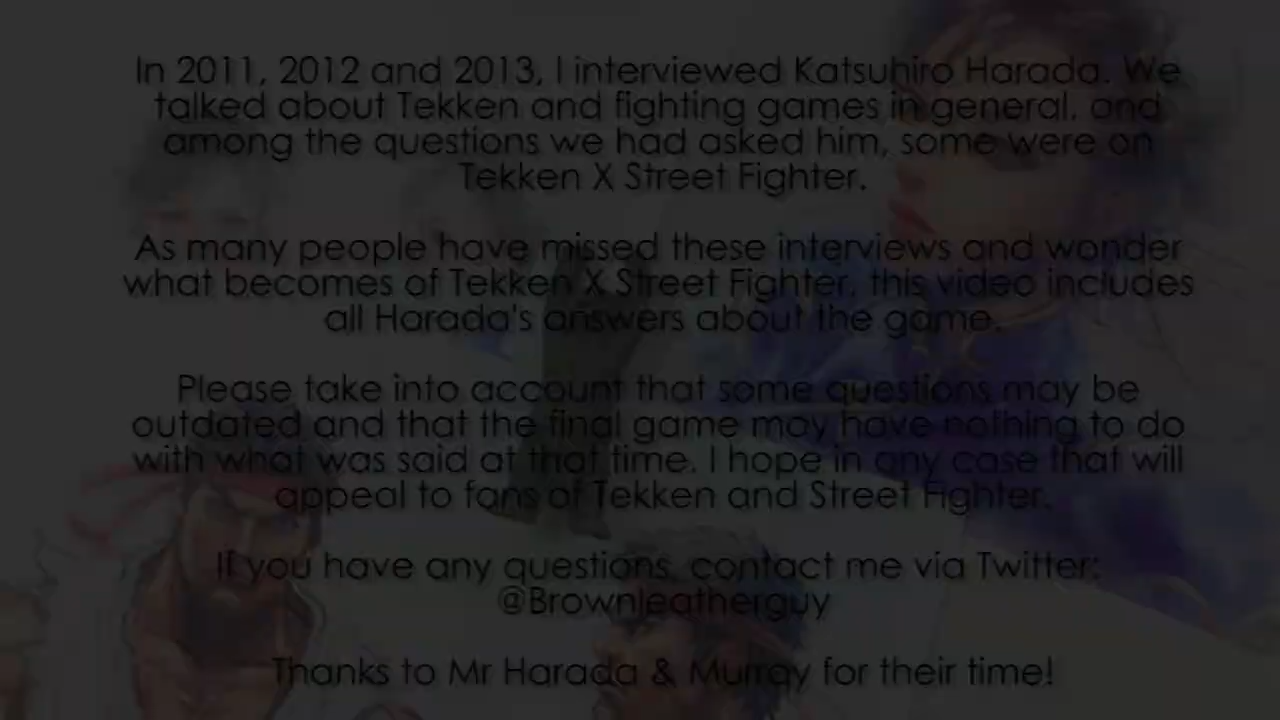 In 2011, 2012 and 2013, I interviewed Katsuhiro Harada. We
talked about Tekken and fighting games in general, and
among the questions we had asked him, some were on
Tekken X Street Fighter.
As many people have missed these interviews and wonder
what becomes of Tekken X Street Fighter, this video includes
all Harada's answers about the game.
Please take into account that some questions may be
outdated and that the final game may have nothing to do
with what was said at that time. I hope in any case that will
appeal to fans of Tekken and Street Fighter.
If you have any questions, contact me via Twitter:
@Brownleatherguy
Thanks to Mr Harada & Murray for their time!